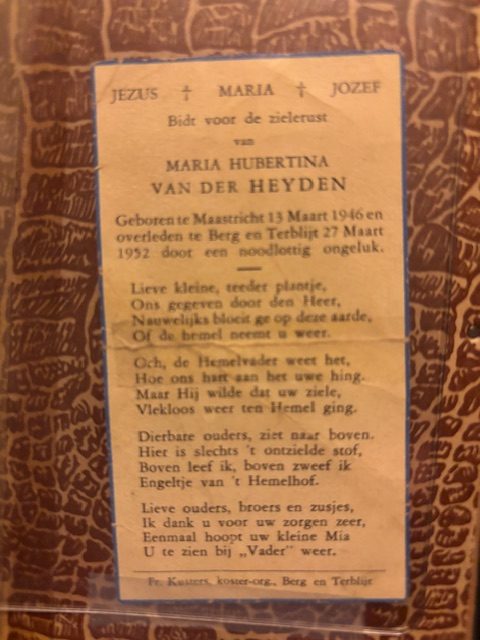 JEZUS † MARIA † JOZEF
Bidt voor de zielerust
van
MARIA HUBERTINA
VAN DER HEYDEN
Geboren te Maastricht 13 Maart 1946 en
overleden te Berg en Terblijt 27 Maart
1952 door een noodlottig ongeluk.
Lieve kleine, teeder plantje,
Ons gegeven door den Heer,
Nauwelijks bloeit ge op deze aarde,
Of de hemel neemt u weer.
Och, de Hemelvader weet het,
Hoe ons hart aan het uwe hing.
Maar Hij wilde dat uw ziele,
Vlekloos weer ten Hemel ging.
Dierbare ouders, ziet naar boven.
Hier is slechts 't ontzielde stof,
Boven leef ik, boven zweef ik
Engeltje van 't Hemelhof.
Lieve ouders, broers en zusjes,
Ik dank u voor uw zorgen zeer,
Eenmaal hoopt uw kleine Mia
U te zien bij „Vader" weer.
Fr. Kusters, koster-org., Berg en Terblijt